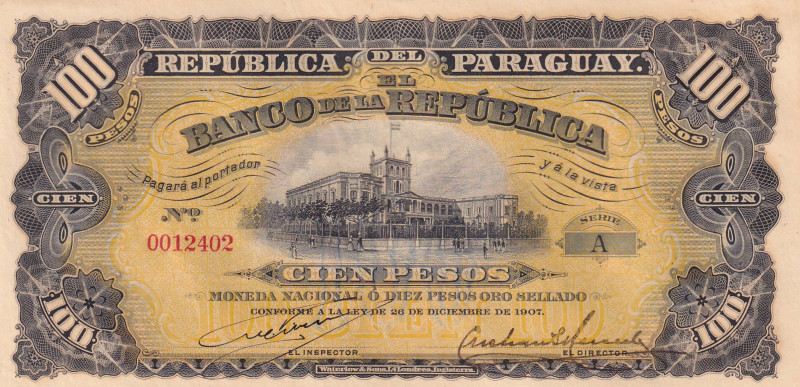 100 REPÚBLICA DEL PARAGUAY. 100
PESOS EL PESOS
BANCO DE LA REPÚBLICA
Pagará al portador y á la vista
CIEN CIEN
Nº 0012402 SERIE A
CIEN PESOS
MONEDA NACIONAL Ó DIEZ PESOS ORO SELLADO
CONFORME A LA LEY DE 26 DE DICIEMBRE DE 1907.
100 100
EL INSPECTOR EL DIRECTOR
Waterlow & Sons, Ld Londres, Inglaterra.